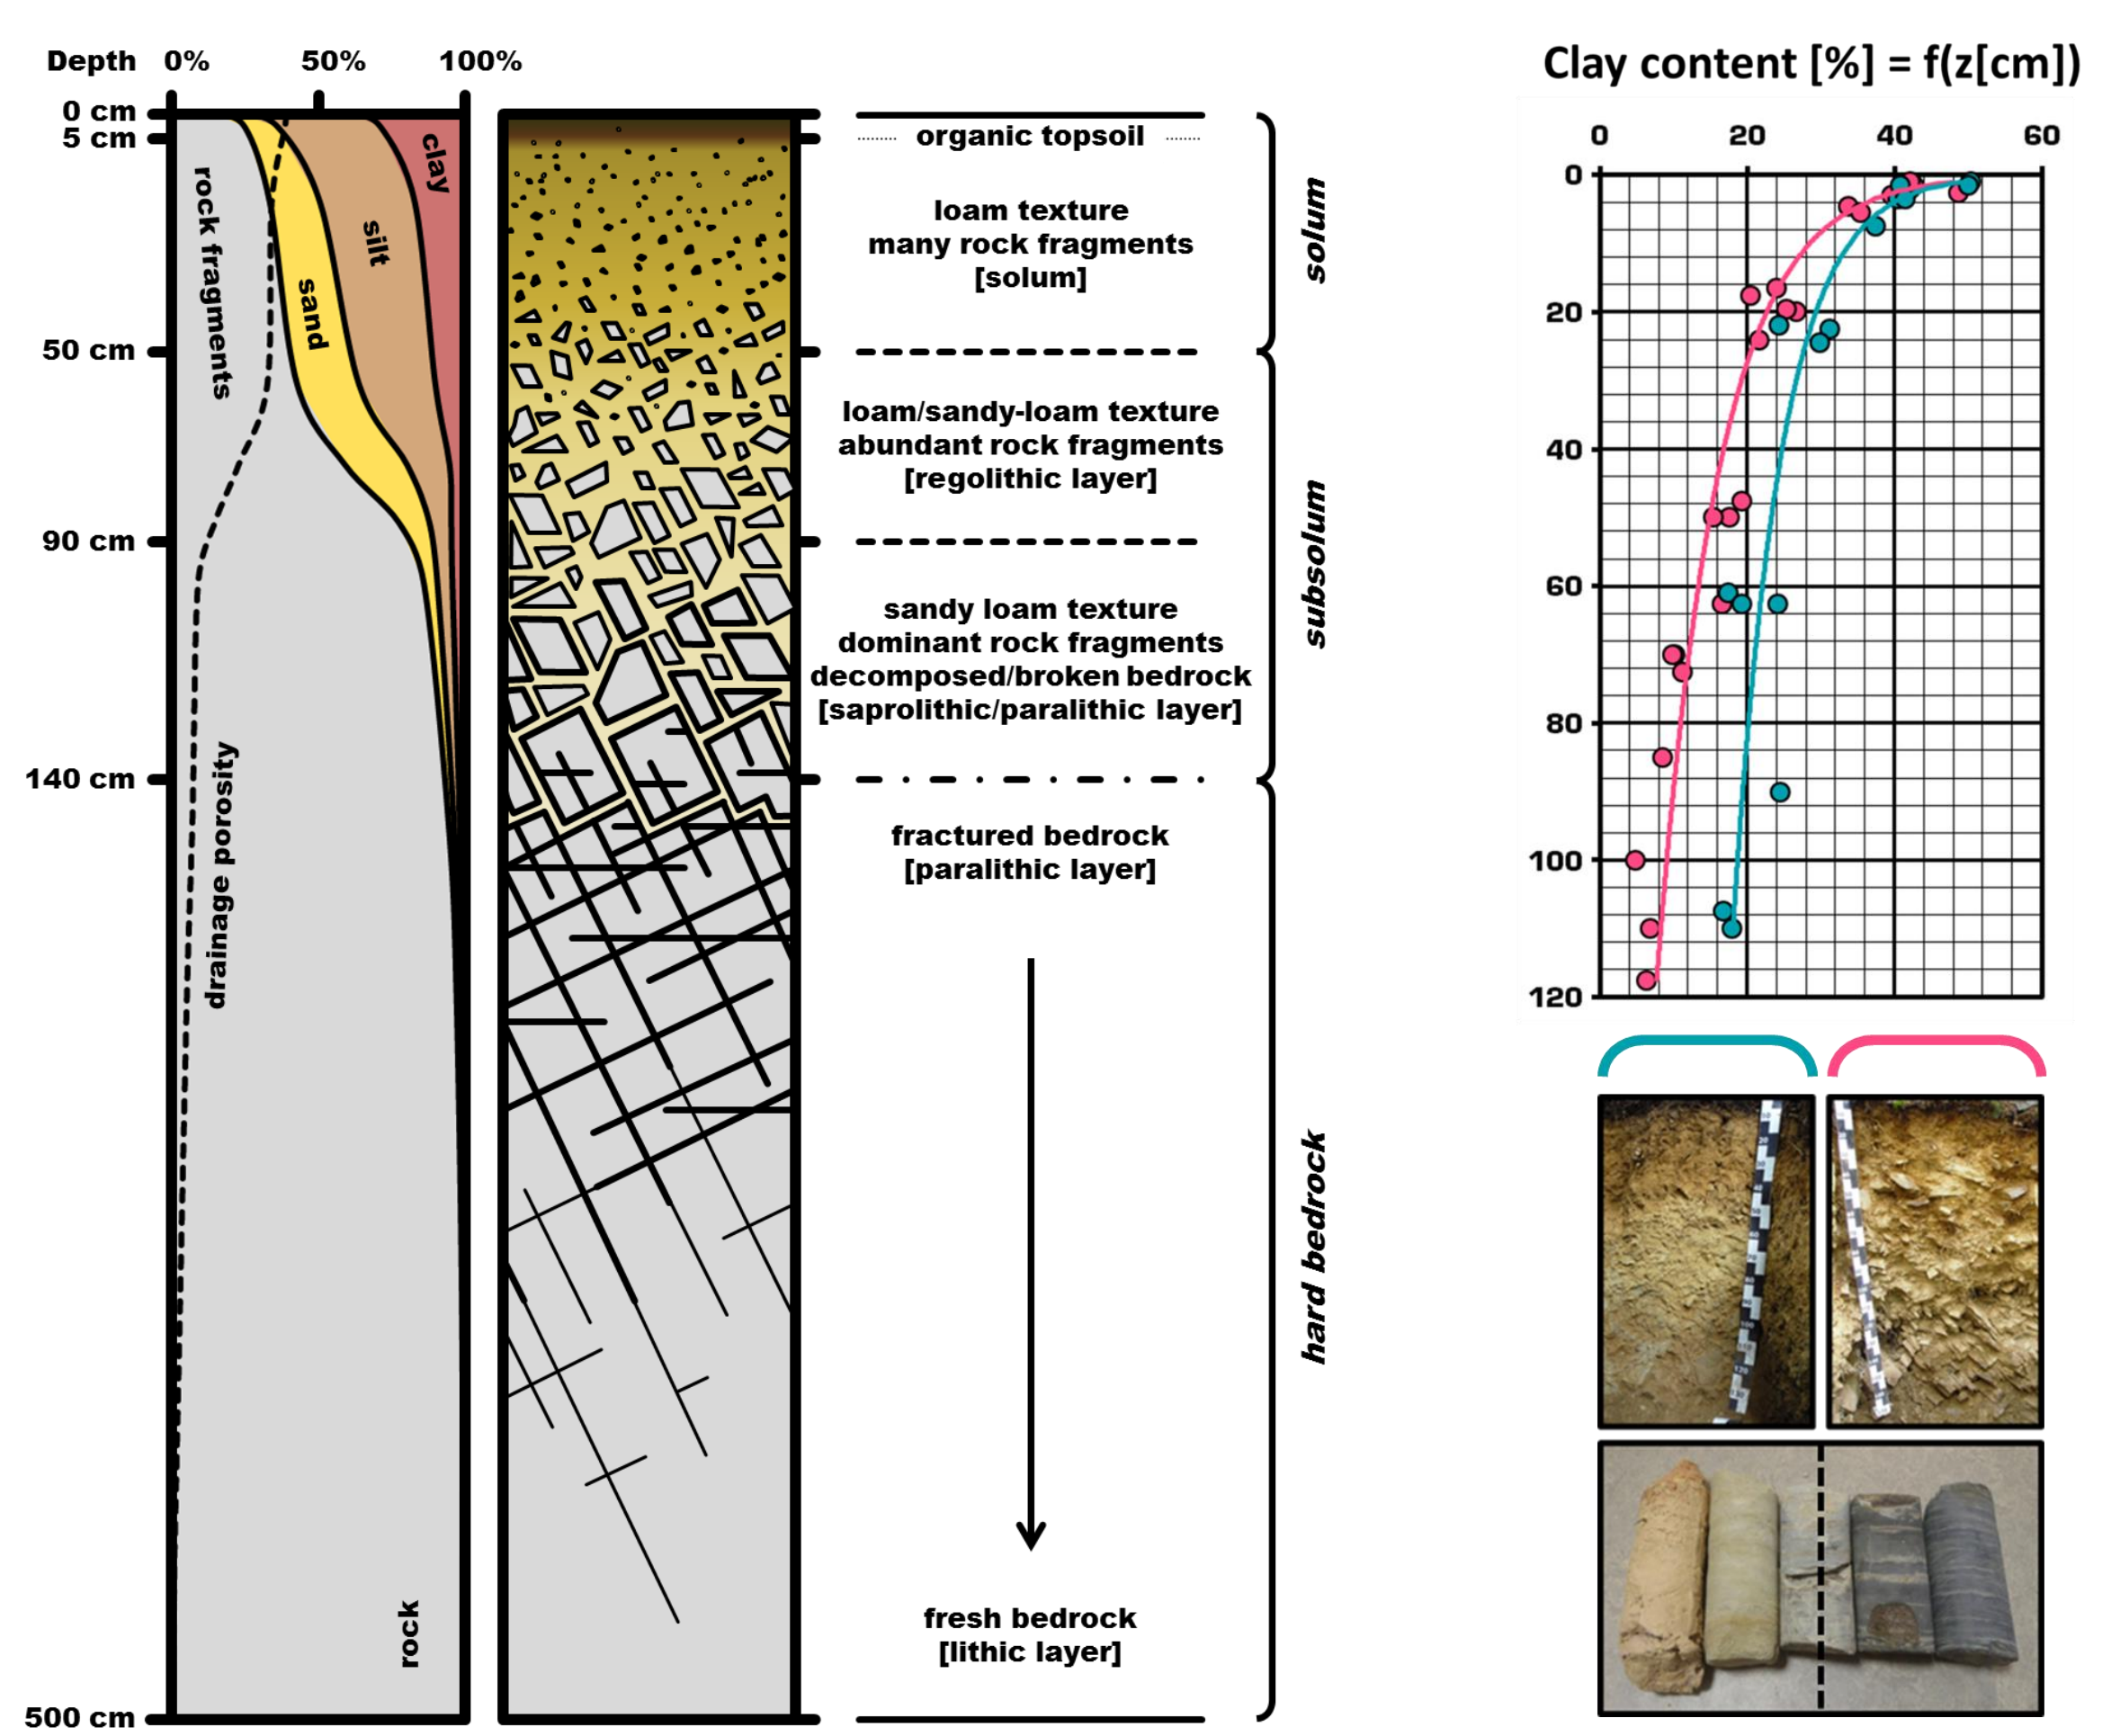 Depth 0% 50% 100%
0 cm
5 cm
50 cm
90 cm
140 cm
500 cm
rock fragments
sand
silt
clay
drainage porosity
rock
organic topsoil
loam texture
many rock fragments
[solum]
loam/sandy-loam texture
abundant rock fragments
[regolithic layer]
sandy loam texture
dominant rock fragments
decomposed/broken bedrock
[saprolithic/paralithic layer]
fractured bedrock
[paralithic layer]
fresh bedrock
[lithic layer]
solum
subsolum
hard bedrock
Clay content [%] = f(z[cm])
0 20 40 60
0
20
40
60
80
100
120